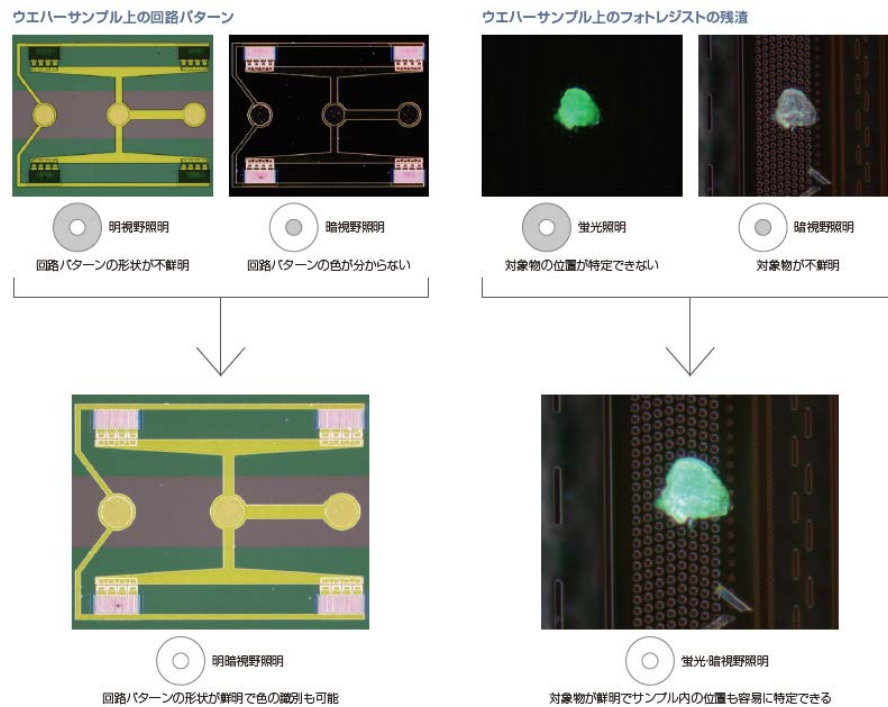 ウエハーサンプル上の回路パターン
明視野照明
暗視野照明
回路パターンの形状が不鮮明
回路パターンの色が分からない
明暗視野照明
回路パターンの形状が鮮明で色の識別も可能
ウエハーサンプル上のフォトレジストの残渣
蛍光照明
暗視野照明
対象物の位置が特定できない
対象物が不鮮明
蛍光・暗視野照明
対象物が鮮明でサンプル内の位置も容易に特定できる